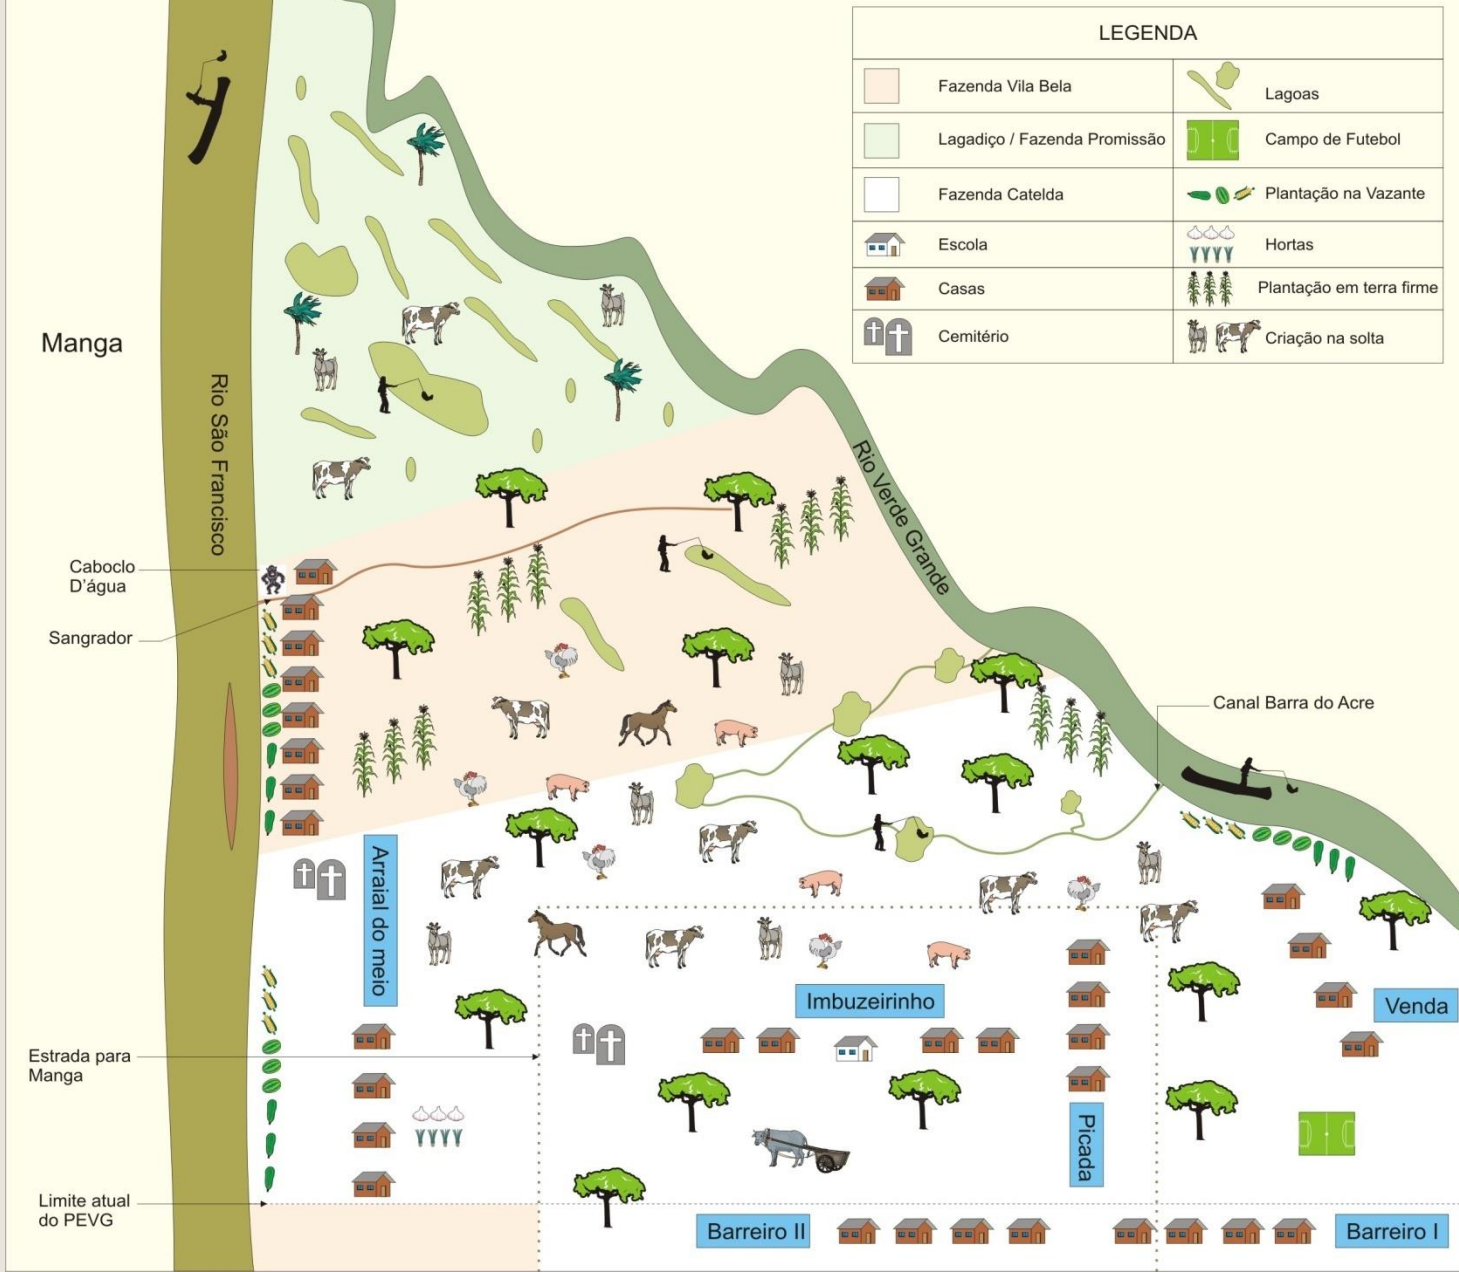 LEGENDA
Fazenda Vila Bela
Lagoas
Lagadiço / Fazenda Promissão
Campo de Futebol
Fazenda Catelda
Plantação na Vazante
Escola
Hortas
Casas
Plantação em terra firme
Cemitério
Criação na solta
Manga
Rio São Francisco
Rio Verde Grande
Caboclo
D'água
Sangrador
Canal Barra do Acre
Arraial do meio
Imbuzeirinho
Venda
Estrada para
Manga
Picada
Limite atual
do PEVG
Barreiro II
Barreiro I